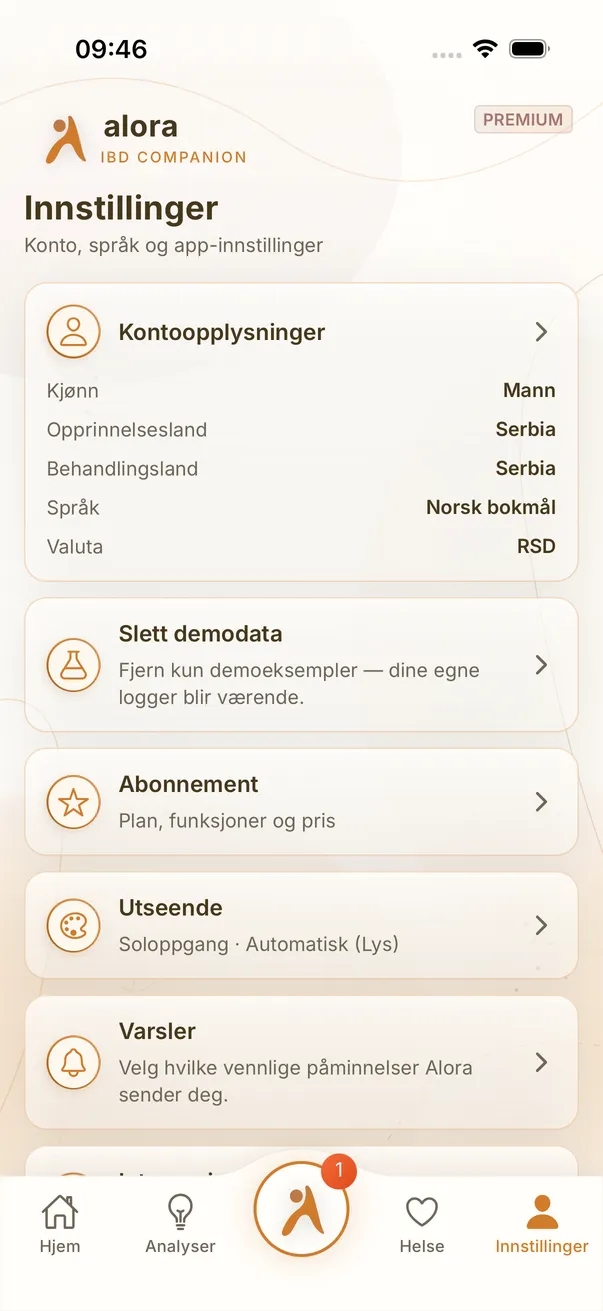 09:46
alora
IBD COMPANION
PREMIUM
Innstillinger
Konto, språk og app-innstillinger
Kontoopplysninger
Kjønn Mann
Opprinnelsesland Serbia
Behandlingsland Serbia
Språk Norsk bokmål
Valuta RSD
Slett demodata
Fjern kun demoeksempler — dine egne
logger blir værende.
Abonnement
Plan, funksjoner og pris
Utseende
Soloppgang · Automatisk (Lys)
Varsler
Velg hvilke vennlige påminnelser Alora
sender deg.
1
Hjem
Analyser
Helse
Innstillinger